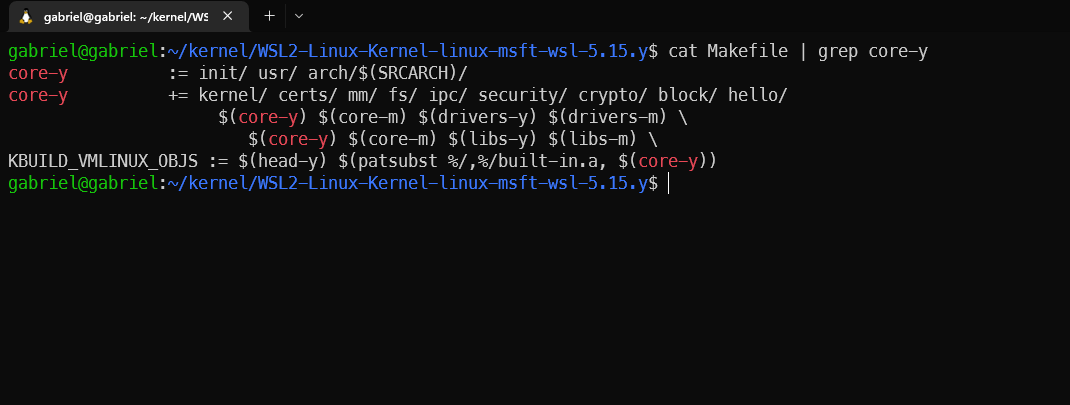 gabriel@gabriel: ~/kernel/WS
gabriel@gabriel:~/kernel/WSL2-Linux-Kernel-linux-msft-wsl-5.15.y$ cat Makefile | grep core-y
core-y          := init/ usr/ arch/$(SRCARCH)/
core-y          += kernel/ certs/ mm/ fs/ ipc/ security/ crypto/ block/ hello/
                     $(core-y) $(core-m) $(drivers-y) $(drivers-m) \
                        $(core-y) $(core-m) $(libs-y) $(libs-m) \
KBUILD_VMLINUX_OBJS := $(head-y) $(patsubst %/,%/built-in.a, $(core-y))
gabriel@gabriel:~/kernel/WSL2-Linux-Kernel-linux-msft-wsl-5.15.y$